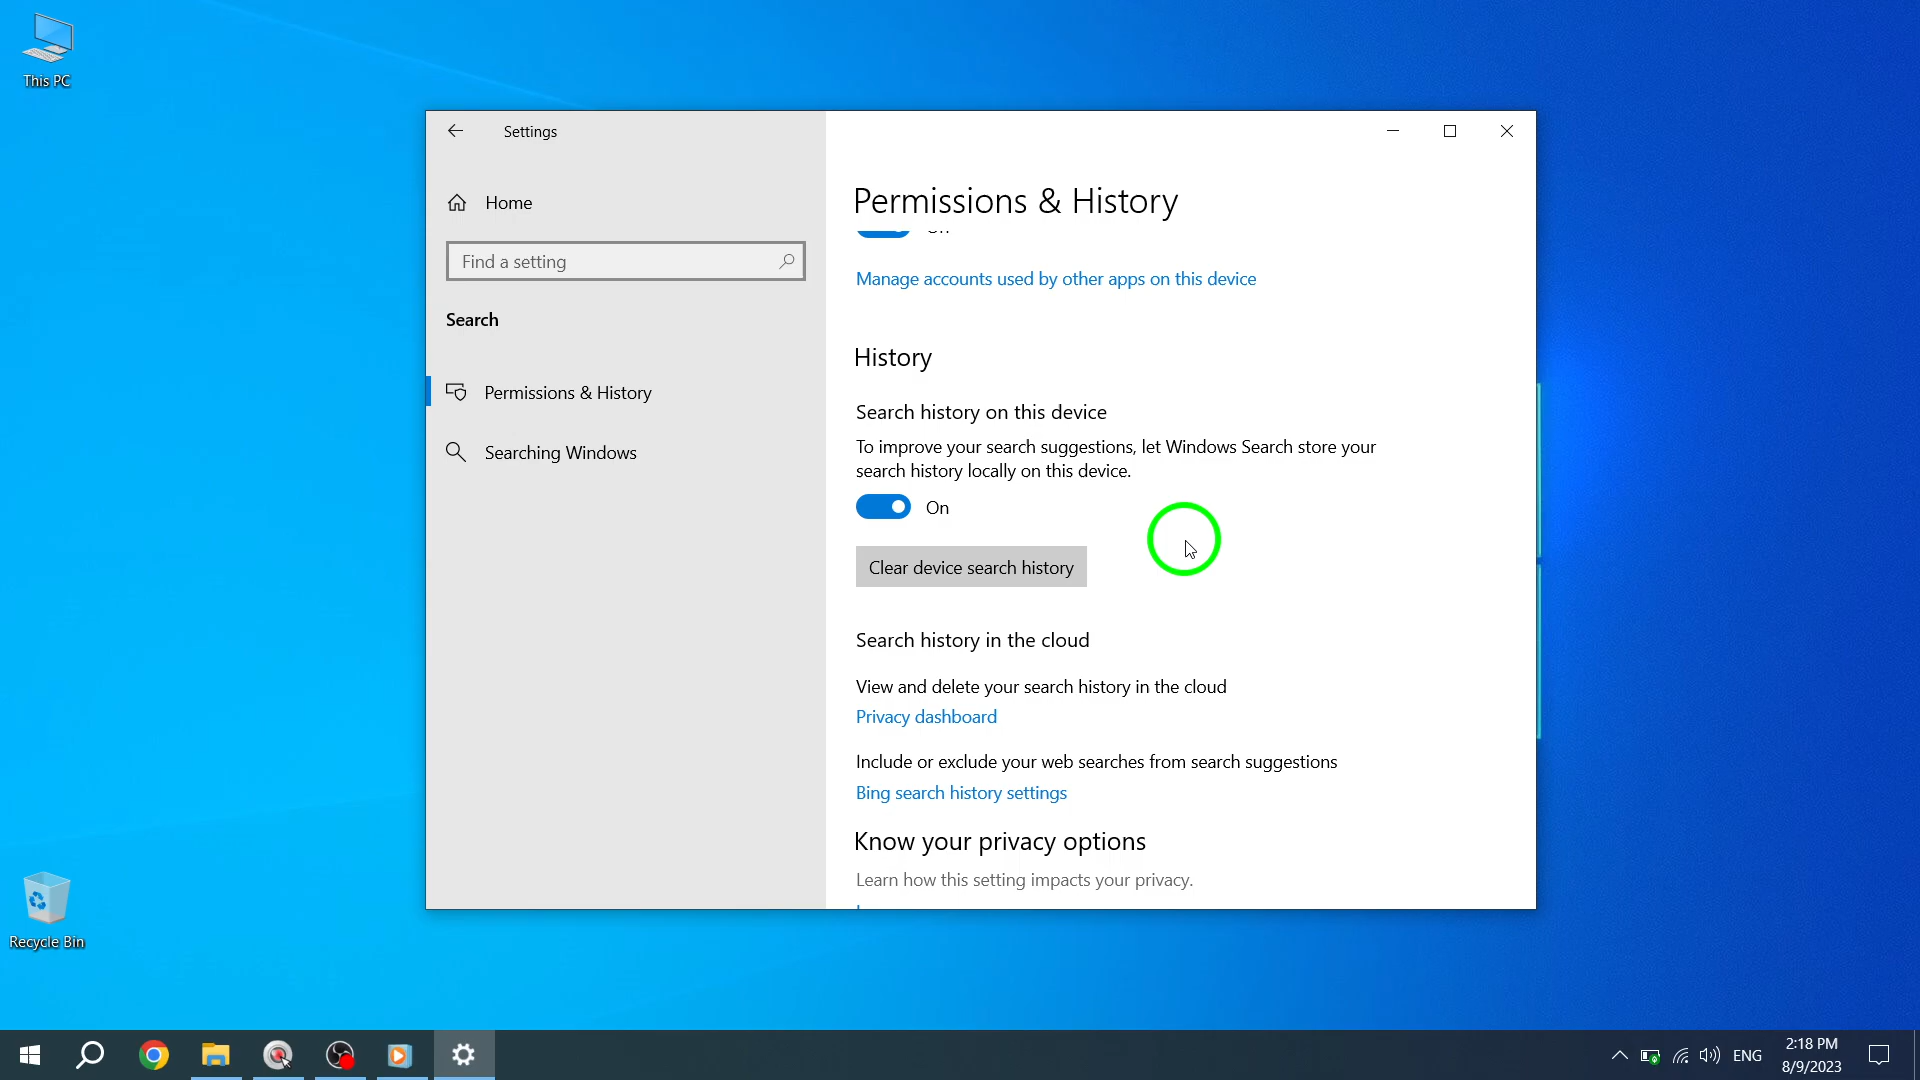 This PC
Settings
Home
Find a setting
Search
Permissions & History
Searching Windows
Permissions & History
Manage accounts used by other apps on this device
History
Search history on this device
To improve your search suggestions, let Windows Search store your
search history locally on this device.
On
Clear device search history
Search history in the cloud
View and delete your search history in the cloud
Privacy dashboard
Include or exclude your web searches from search suggestions
Bing search history settings
Know your privacy options
Learn how this setting impacts your privacy.
Recycle Bin
ENG
2:18 PM
8/9/2023